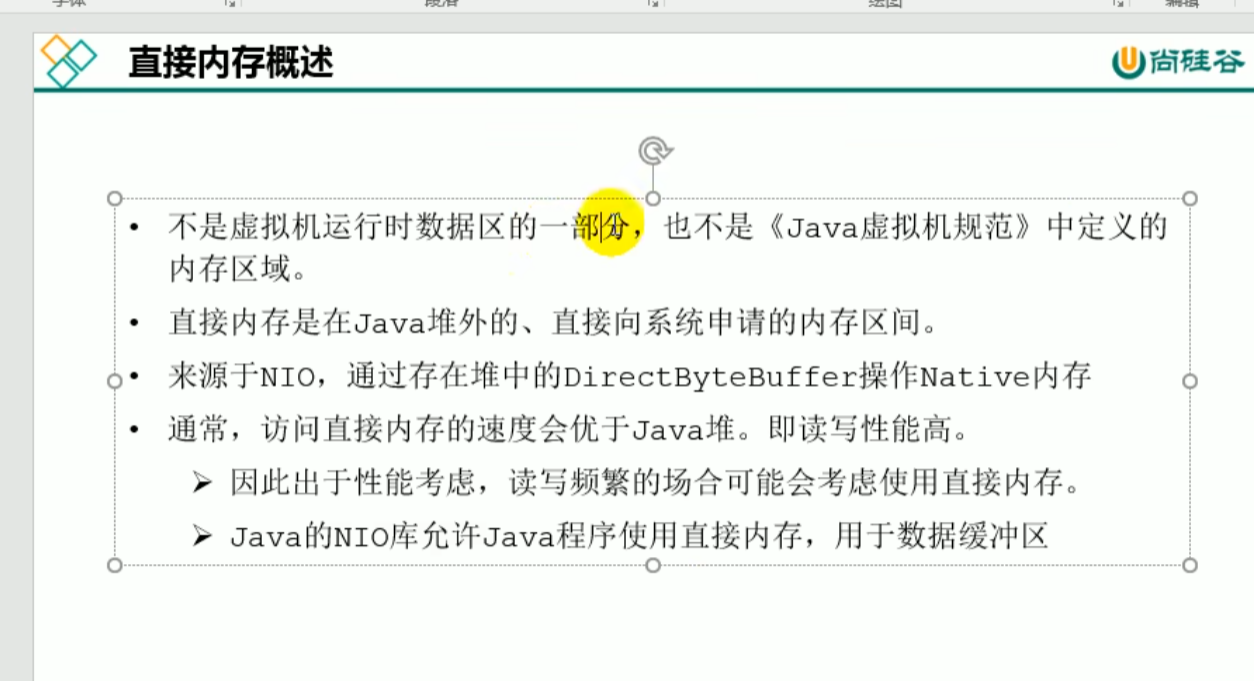 直接内存概述
尚硅谷
• 不是虚拟机运行时数据区的一部分，也不是《Java虚拟机规范》中定义的
内存区域。
• 直接内存是在Java堆外的、直接向系统申请的内存区间。
• 来源于NIO，通过存在堆中的DirectByteBuffer操作Native内存
• 通常，访问直接内存的速度会优于Java堆。即读写性能高。
➢ 因此出于性能考虑，读写频繁的场合可能会考虑使用直接内存。
➢ Java的NIO库允许Java程序使用直接内存，用于数据缓冲区